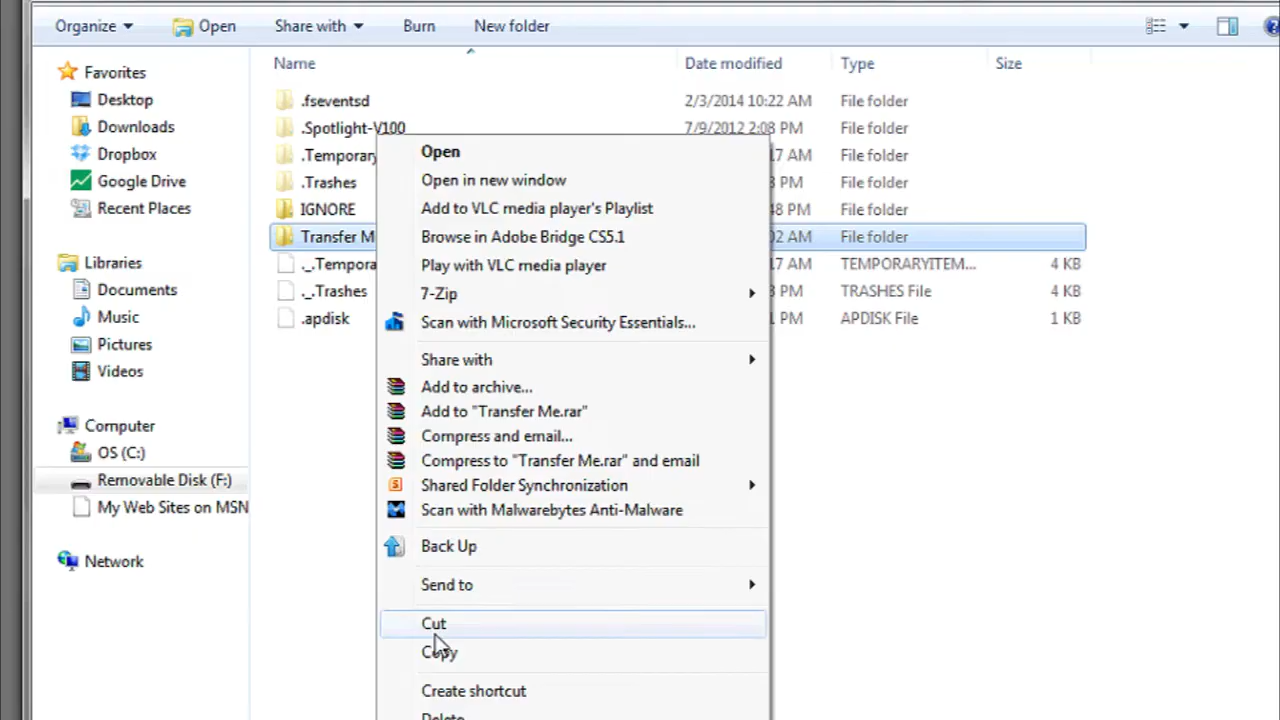 Organize Open Share with Burn New folder
Name Date modified Type Size
Favorites
Desktop
Downloads
Dropbox
Google Drive
Recent Places
Libraries
Documents
Music
Pictures
Videos
Computer
OS (C:)
Removable Disk (F:)
My Web Sites on MSN
Network
.fseventsd 2/3/2014 10:22 AM File folder
.Spotlight-V100 7/9/2012 2:08 PM File folder
.Temporary 17 AM File folder
.Trashes 3 PM File folder
IGNORE 48 PM File folder
Transfer M 02 AM File folder
._.Tempora 17 AM TEMPORARYITEM... 4 KB
._.Trashes 3 PM TRASHES File 4 KB
.apdisk 1 PM APDISK File 1 KB
Open
Open in new window
Add to VLC media player's Playlist
Browse in Adobe Bridge CS5.1
Play with VLC media player
7-Zip
Scan with Microsoft Security Essentials...
Share with
Add to archive...
Add to "Transfer Me.rar"
Compress and email...
Compress to "Transfer Me.rar" and email
Shared Folder Synchronization
Scan with Malwarebytes Anti-Malware
Back Up
Send to
Cut
Copy
Create shortcut
Delete